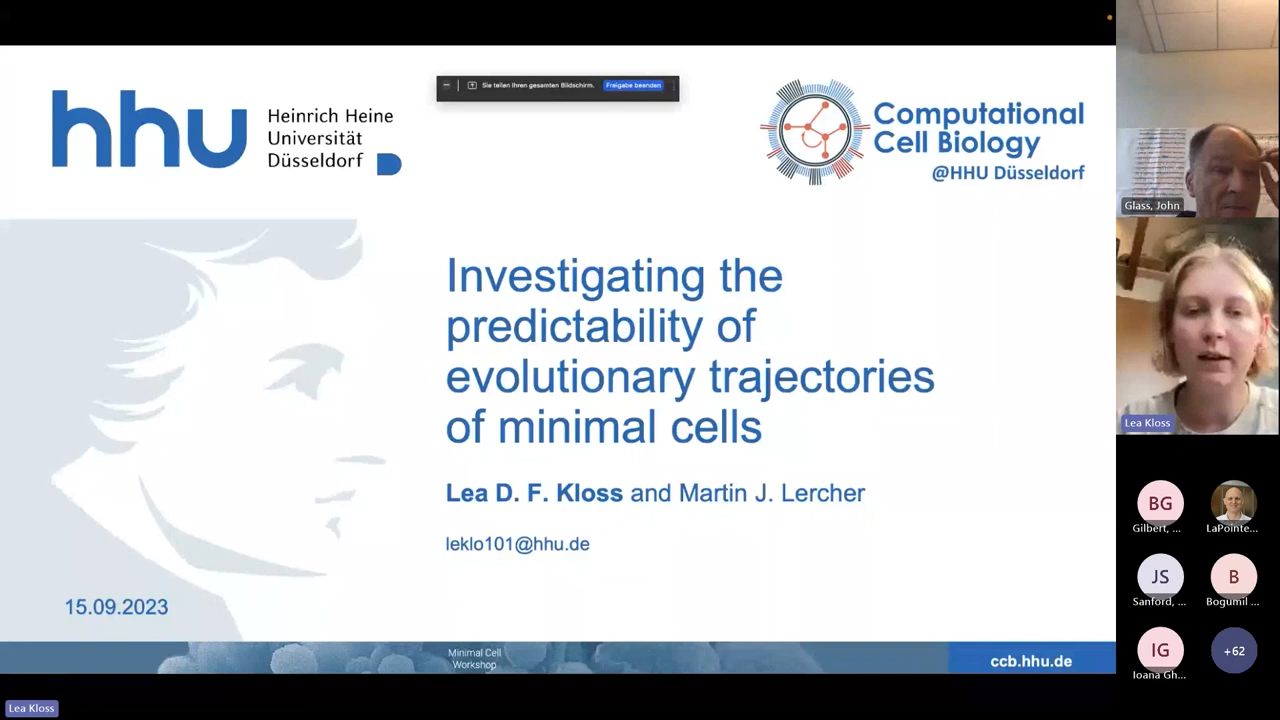 hhu
Heinrich Heine
Universität
Düsseldorf
Sie teilen Ihren gesamten Bildschirm.
Freigabe beenden
Computational
Cell Biology
@HHU Düsseldorf
Investigating the
predictability of
evolutionary trajectories
of minimal cells
Lea D. F. Kloss and Martin J. Lercher
leklo101@hhu.de
15.09.2023
Minimal Cell
Workshop
ccb.hhu.de
Glass, John
Lea Kloss
BG
Gilbert, ...
LaPointe...
JS
Sanford, ...
B
Bogumil ...
IG
Ioana Gh...
+62
Lea Kloss